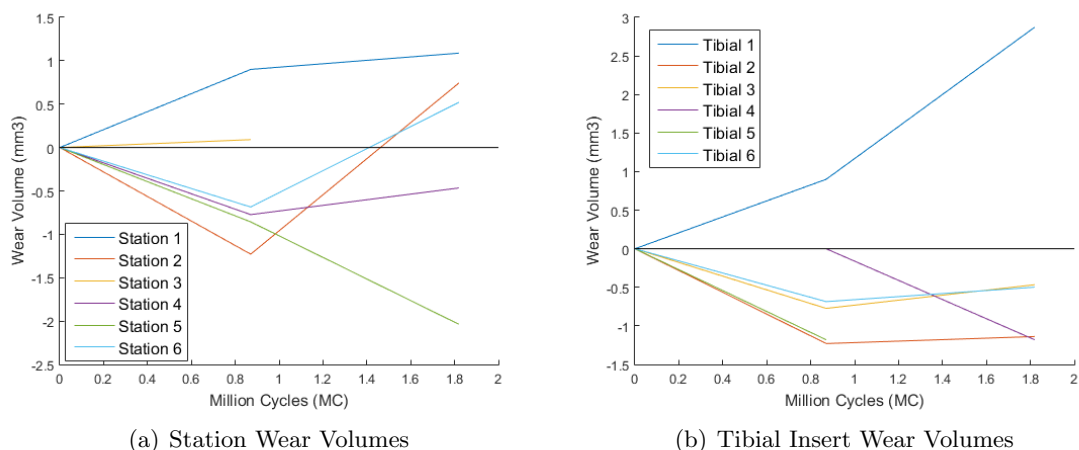 1.5
1
0.5
0
-0.5
-1
-1.5
-2
-2.5
Wear Volume (mm3)
Station 1
Station 2
Station 3
Station 4
Station 5
Station 6
0 0.2 0.4 0.6 0.8 1 1.2 1.4 1.6 1.8 2
Million Cycles (MC)
(a) Station Wear Volumes
3
2.5
2
1.5
1
0.5
0
-0.5
-1
-1.5
Wear Volume (mm3)
Tibial 1
Tibial 2
Tibial 3
Tibial 4
Tibial 5
Tibial 6
0 0.2 0.4 0.6 0.8 1 1.2 1.4 1.6 1.8 2
Million Cycles (MC)
(b) Tibial Insert Wear Volumes